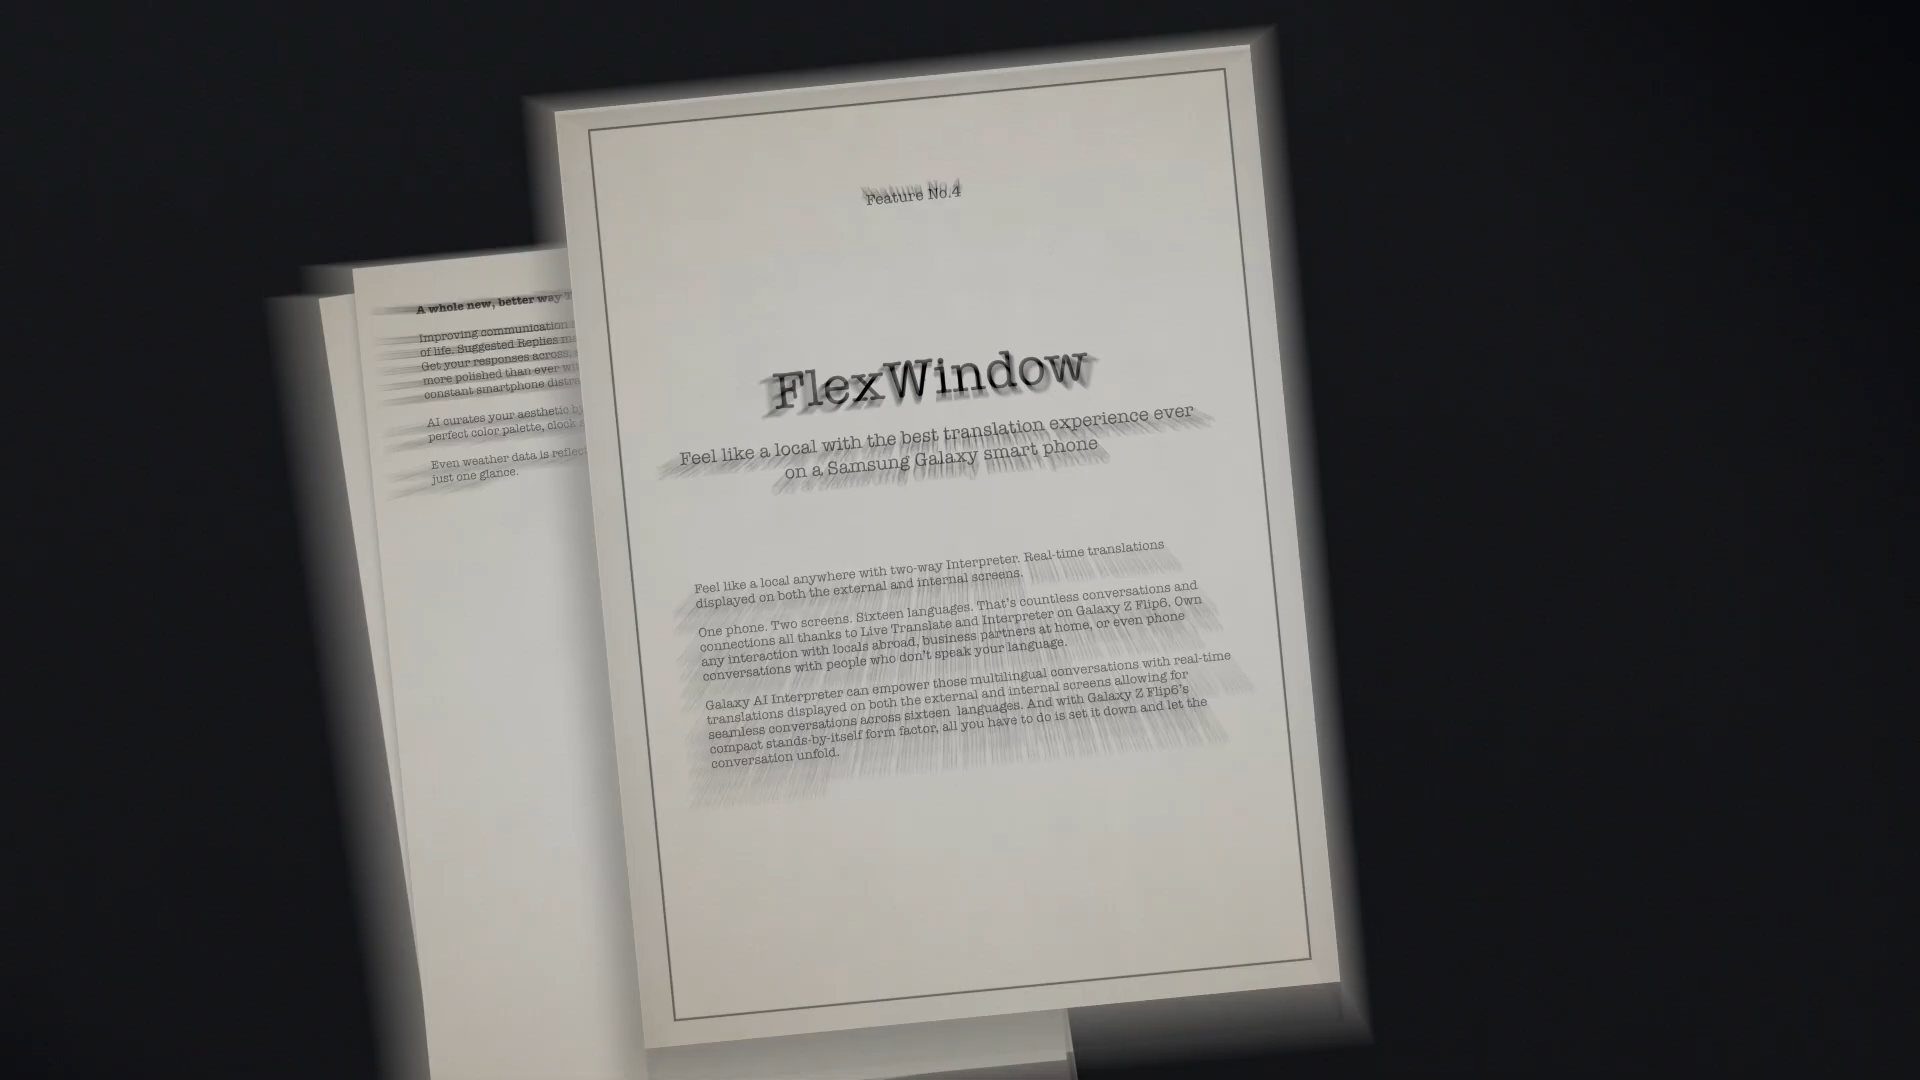 Feature No.4
FlexWindow
Feel like a local with the best translation experience ever
on a Samsung Galaxy smart phone
Feel like a local anywhere with two-way Interpreter. Real-time translations
displayed on both the external and internal screens.
One phone. Two screens. Sixteen languages. That's countless conversations and
connections all thanks to Live Translate and Interpreter on Galaxy Z Flip6. Own
any interaction with locals abroad, business partners at home, or even phone
conversations with people who don't speak your language.
Galaxy AI Interpreter can empower those multilingual conversations with real-time
translations displayed on both the external and internal screens allowing for
seamless conversations across sixteen languages. And with Galaxy Z Flip6's
compact stands-by-itself form factor, all you have to do is set it down and let the
conversation unfold.
A whole new, better way
Improving communication
of life. Suggested Replies
Get your responses across,
more polished than ever
constant smartphone
AI curates your aesthetic
perfect color palette, clock
Even weather data is
just one glance.